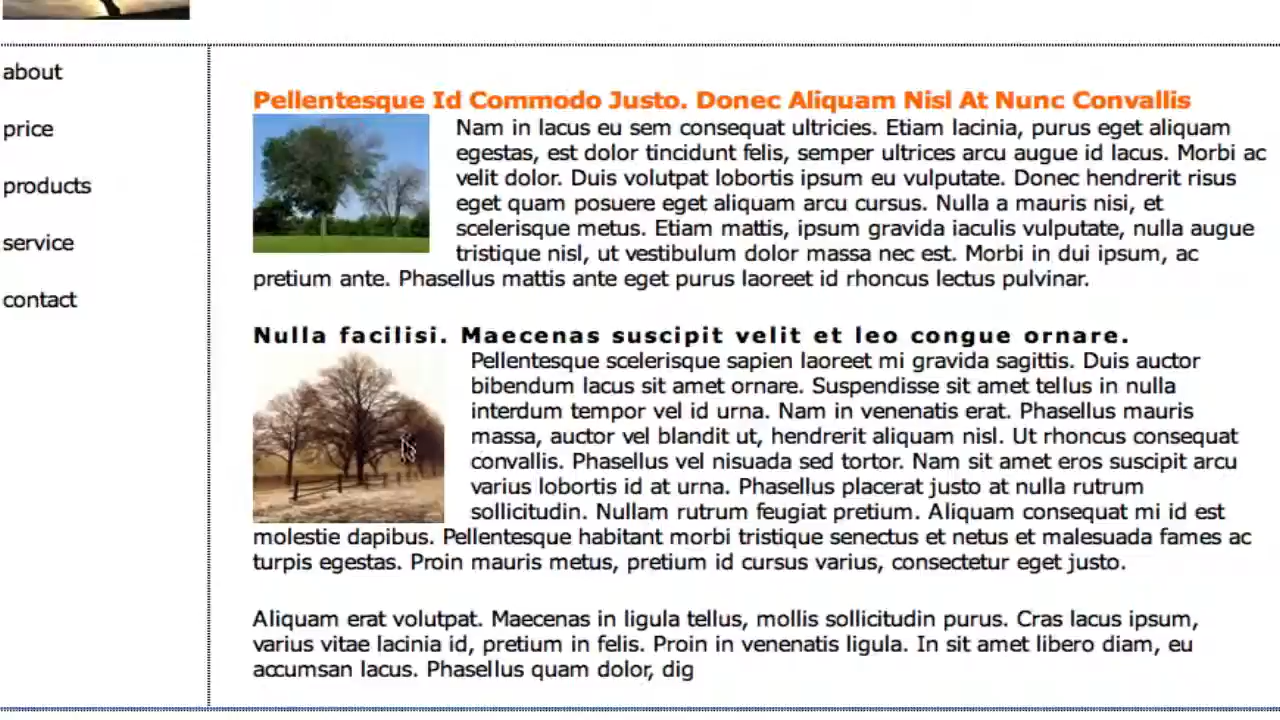 about
price
products
service
contact
Pellentesque Id Commodo Justo. Donec Aliquam Nisl At Nunc Convallis
Nam in lacus eu sem consequat ultricies. Etiam lacinia, purus eget aliquam
egestas, est dolor tincidunt felis, semper ultrices arcu augue id lacus. Morbi ac
velit dolor. Duis volutpat lobortis ipsum eu vulputate. Donec hendrerit risus
eget quam posuere eget aliquam arcu cursus. Nulla a mauris nisi, et
scelerisque metus. Etiam mattis, ipsum gravida iaculis vulputate, nulla augue
tristique nisl, ut vestibulum dolor massa nec est. Morbi in dui ipsum, ac
pretium ante. Phasellus mattis ante eget purus laoreet id rhoncus lectus pulvinar.
Nulla facilisi. Maecenas suscipit velit et leo congue ornare.
Pellentesque scelerisque sapien laoreet mi gravida sagittis. Duis auctor
bibendum lacus sit amet ornare. Suspendisse sit amet tellus in nulla
interdum tempor vel id urna. Nam in venenatis erat. Phasellus mauris
massa, auctor vel blandit ut, hendrerit aliquam nisl. Ut rhoncus consequat
convallis. Phasellus vel nisuada sed tortor. Nam sit amet eros suscipit arcu
varius lobortis id at urna. Phasellus placerat justo at nulla rutrum
sollicitudin. Nullam rutrum feugiat pretium. Aliquam consequat mi id est
molestie dapibus. Pellentesque habitant morbi tristique senectus et netus et malesuada fames ac
turpis egestas. Proin mauris metus, pretium id cursus varius, consectetur eget justo.
Aliquam erat volutpat. Maecenas in ligula tellus, mollis sollicitudin purus. Cras lacus ipsum,
varius vitae lacinia id, pretium in felis. Proin in venenatis ligula. In sit amet libero diam, eu
accumsan lacus. Phasellus quam dolor, dig